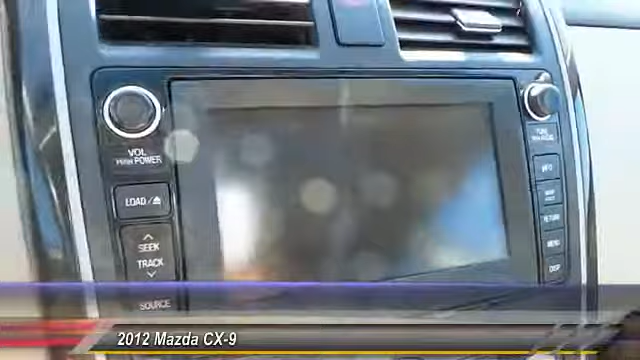 VOL
PUSH POWER
LOAD/
SEEK
TRACK
SOURCE
TUNE
INFO
RETURN
MENU
DISP
2012 Mazda CX-9